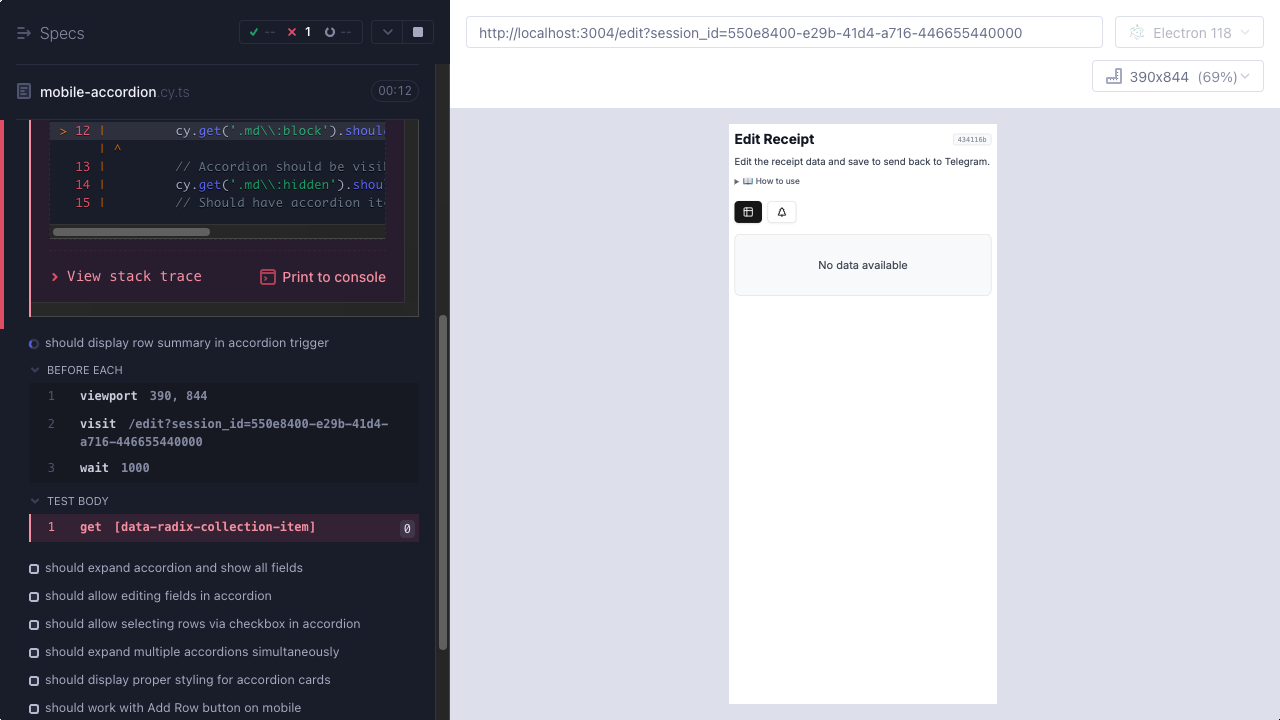 Specs
-- 1 --
mobile-accordion.cy.ts
00:12
> 12 | cy.get('.md\\:block').shoul
| ^
13 | // Accordion should be visi
14 | cy.get('.md\\:hidden').shou
15 | // Should have accordion it
View stack trace
Print to console
should display row summary in accordion trigger
BEFORE EACH
1 viewport 390, 844
2 visit /edit?session_id=550e8400-e29b-41d4-
a716-446655440000
3 wait 1000
TEST BODY
1 get [data-radix-collection-item] 0
should expand accordion and show all fields
should allow editing fields in accordion
should allow selecting rows via checkbox in accordion
should expand multiple accordions simultaneously
should display proper styling for accordion cards
should work with Add Row button on mobile
http://localhost:3004/edit?session_id=550e8400-e29b-41d4-a716-446655440000
Electron 118
390x844 (69%)
Edit Receipt
434116b
Edit the receipt data and save to send back to Telegram.
How to use
No data available